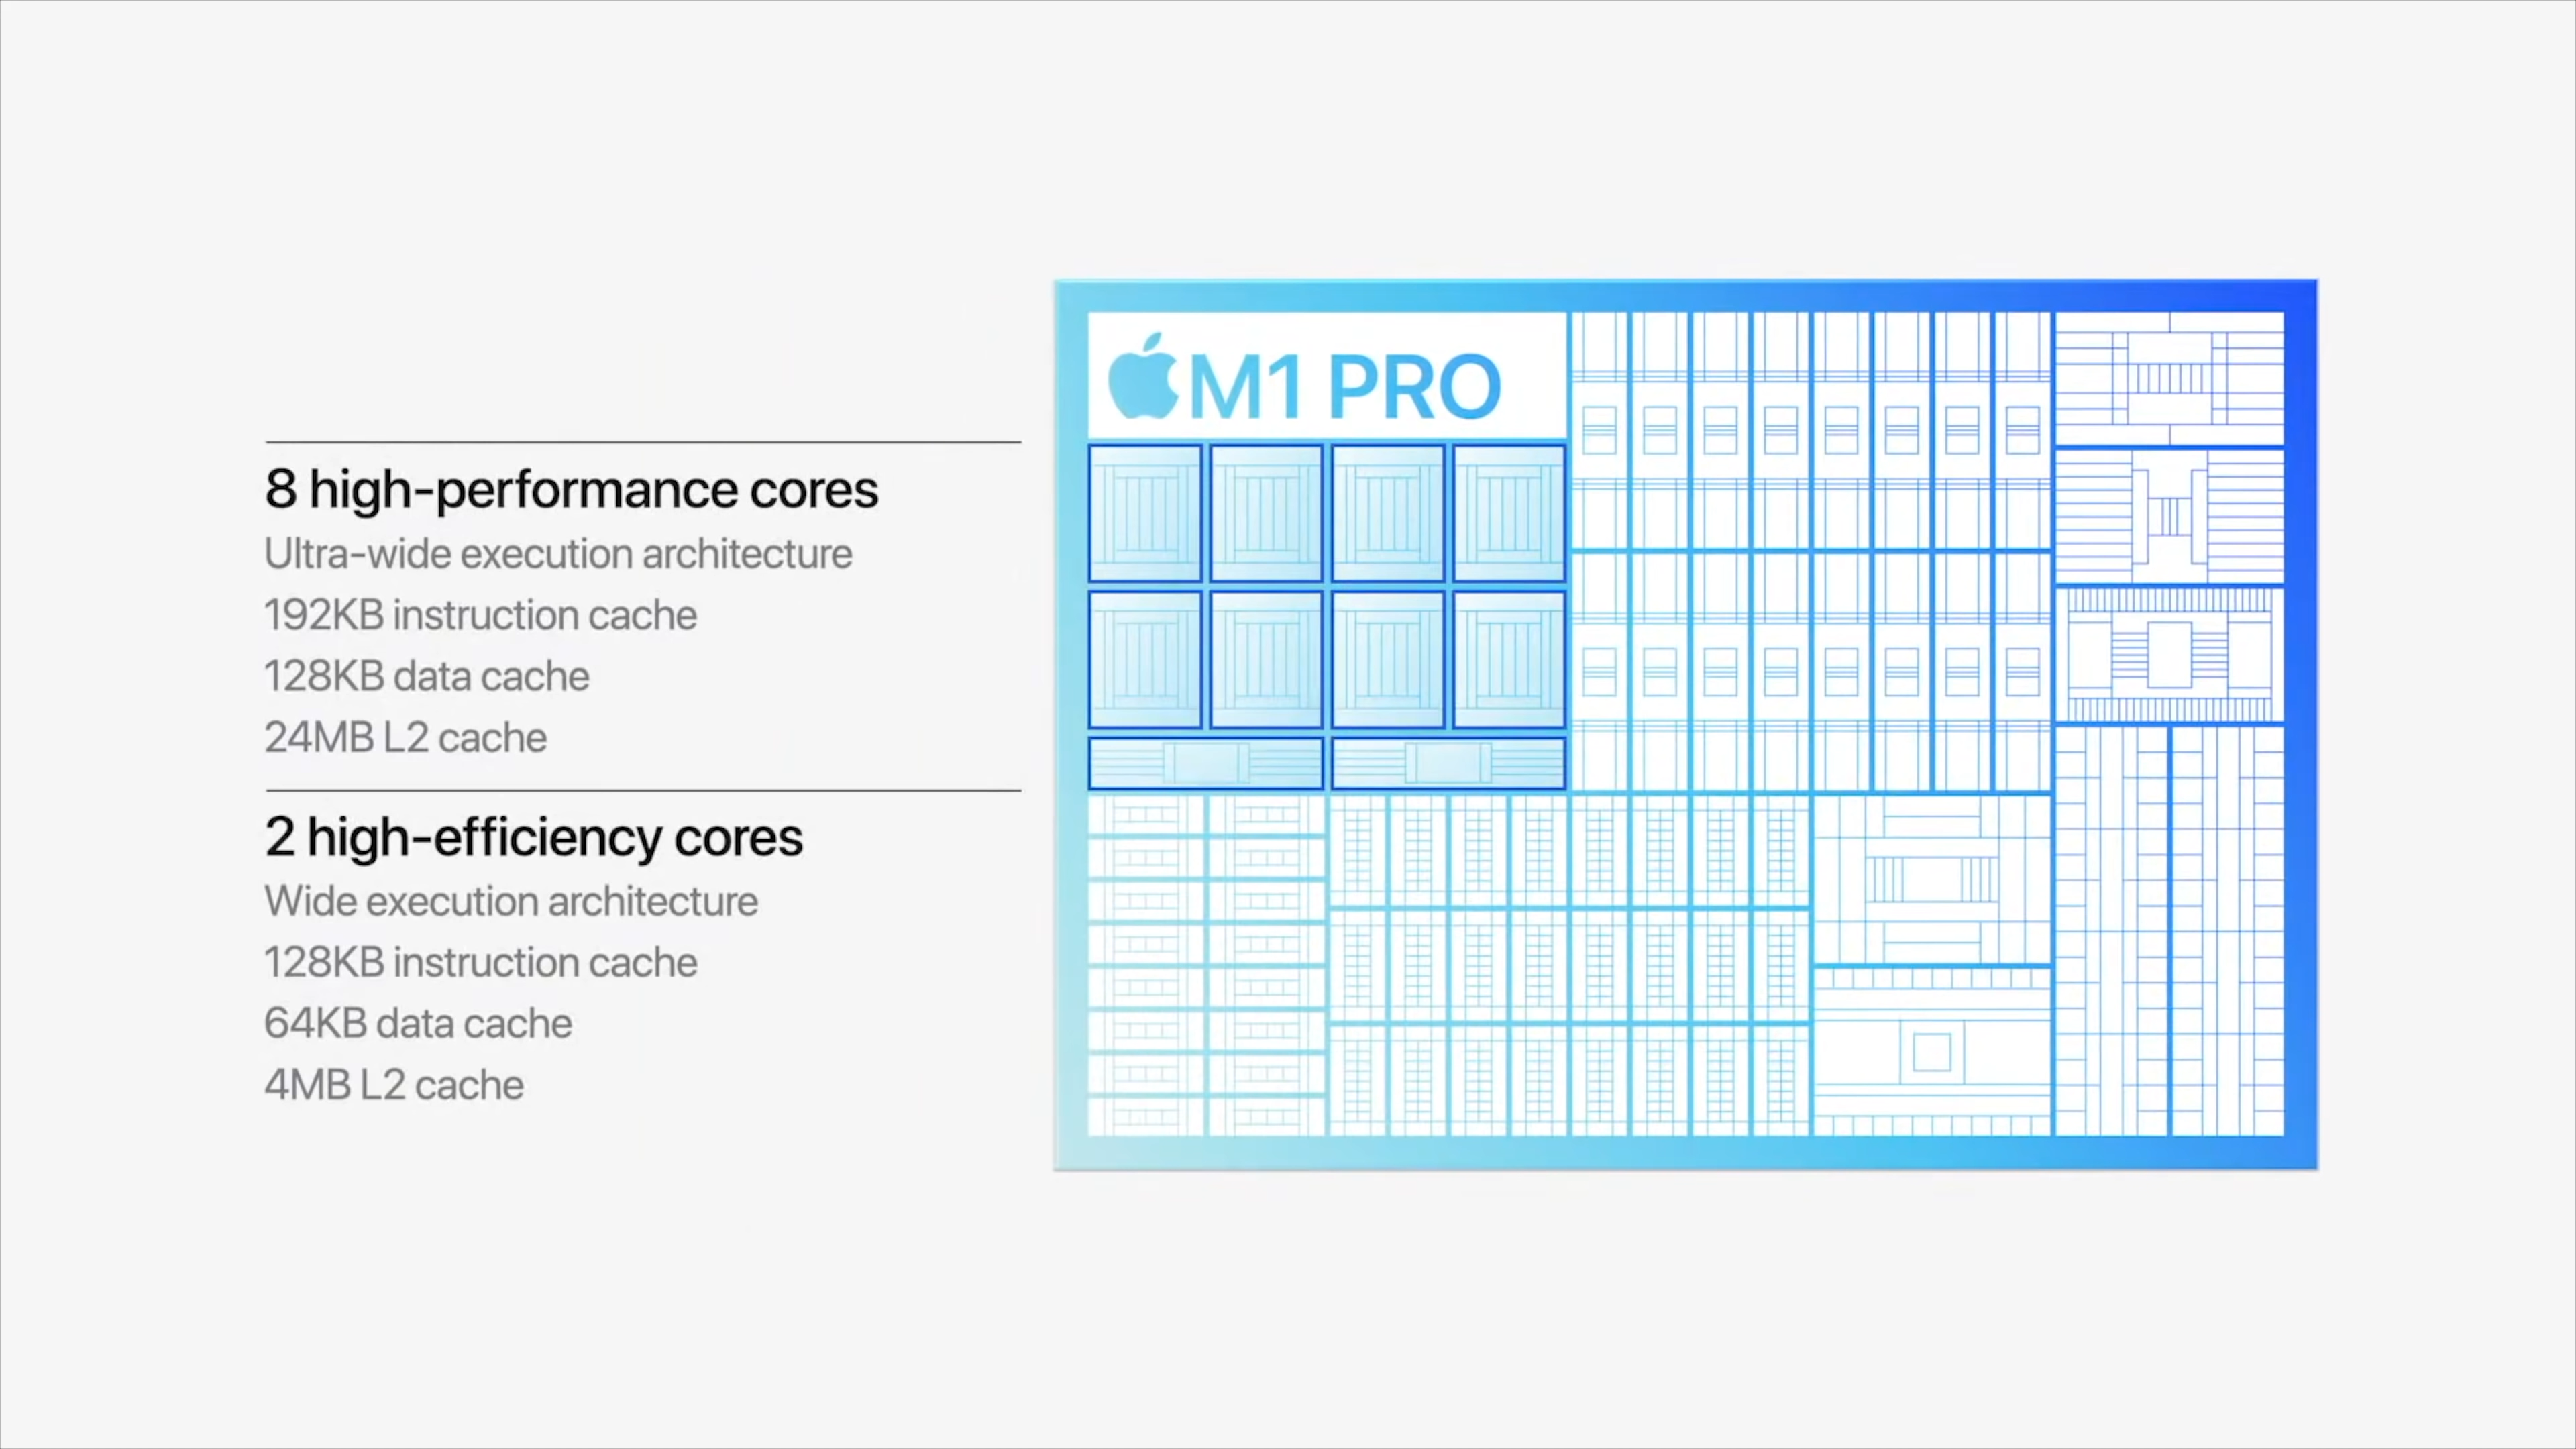 8 high-performance cores
Ultra-wide execution architecture
192KB instruction cache
128KB data cache
24MB L2 cache
2 high-efficiency cores
Wide execution architecture
128KB instruction cache
64KB data cache
4MB L2 cache
M1 PRO